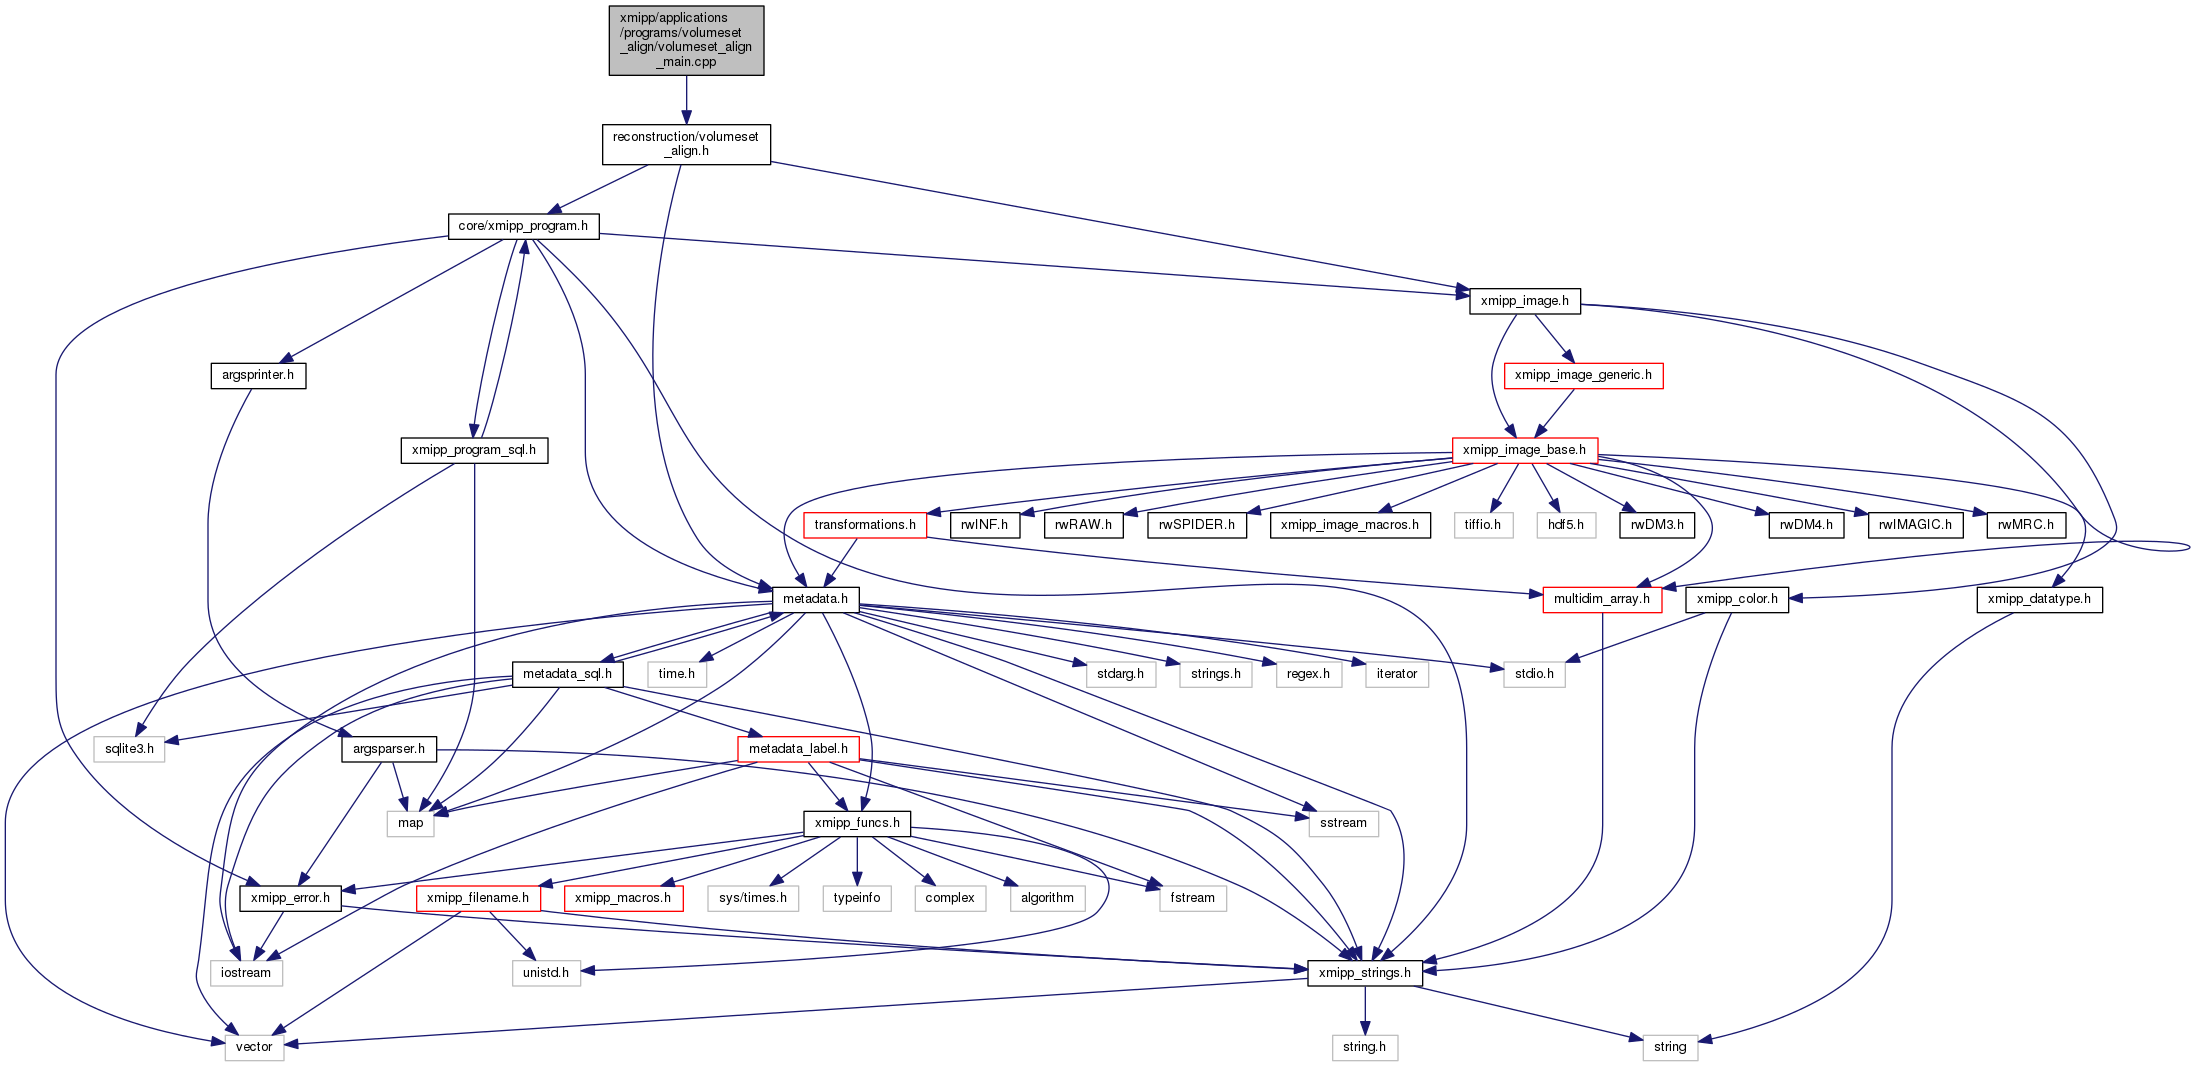 xmipp/applications
/programs/volumeset
_align/volumeset_align
_main.cpp
reconstruction/volumeset
_align.h
core/xmipp_program.h
xmipp_image.h
argsprinter.h
xmipp_image_generic.h
xmipp_program_sql.h
xmipp_image_base.h
transformations.h
rwINF.h
rwRAW.h
rwSPIDER.h
xmipp_image_macros.h
tiffio.h
hdf5.h
rwDM3.h
rwDM4.h
rwIMAGIC.h
rwMRC.h
metadata.h
multidim_array.h
xmipp_color.h
xmipp_datatype.h
metadata_sql.h
time.h
stdarg.h
strings.h
regex.h
iterator
stdio.h
sqlite3.h
argsparser.h
metadata_label.h
map
xmipp_funcs.h
sstream
xmipp_error.h
xmipp_filename.h
xmipp_macros.h
sys/times.h
typeinfo
complex
algorithm
fstream
iostream
unistd.h
xmipp_strings.h
vector
string.h
string